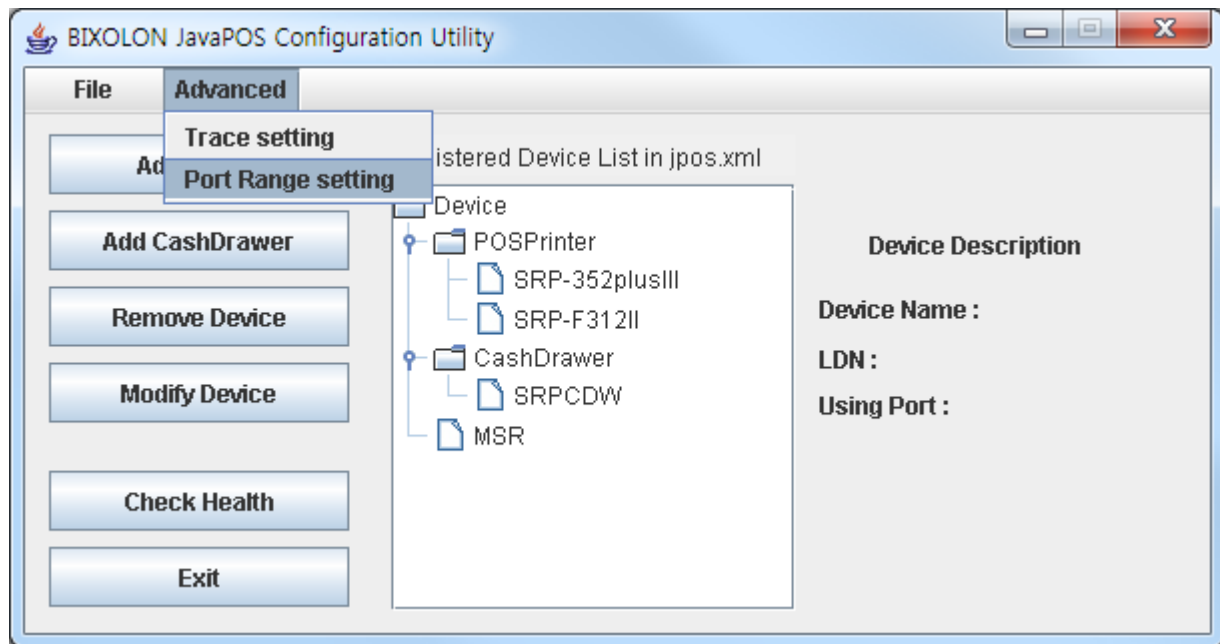 BIXOLON JavaPOS Configuration Utility
File Advanced
Trace setting
Port Range setting
Ad
istered Device List in jpos.xml
Add CashDrawer
Remove Device
Modify Device
Check Health
Exit
Device
POSPrinter
SRP-352plusIII
SRP-F312II
CashDrawer
SRPCDW
MSR
Device Description
Device Name :
LDN :
Using Port :